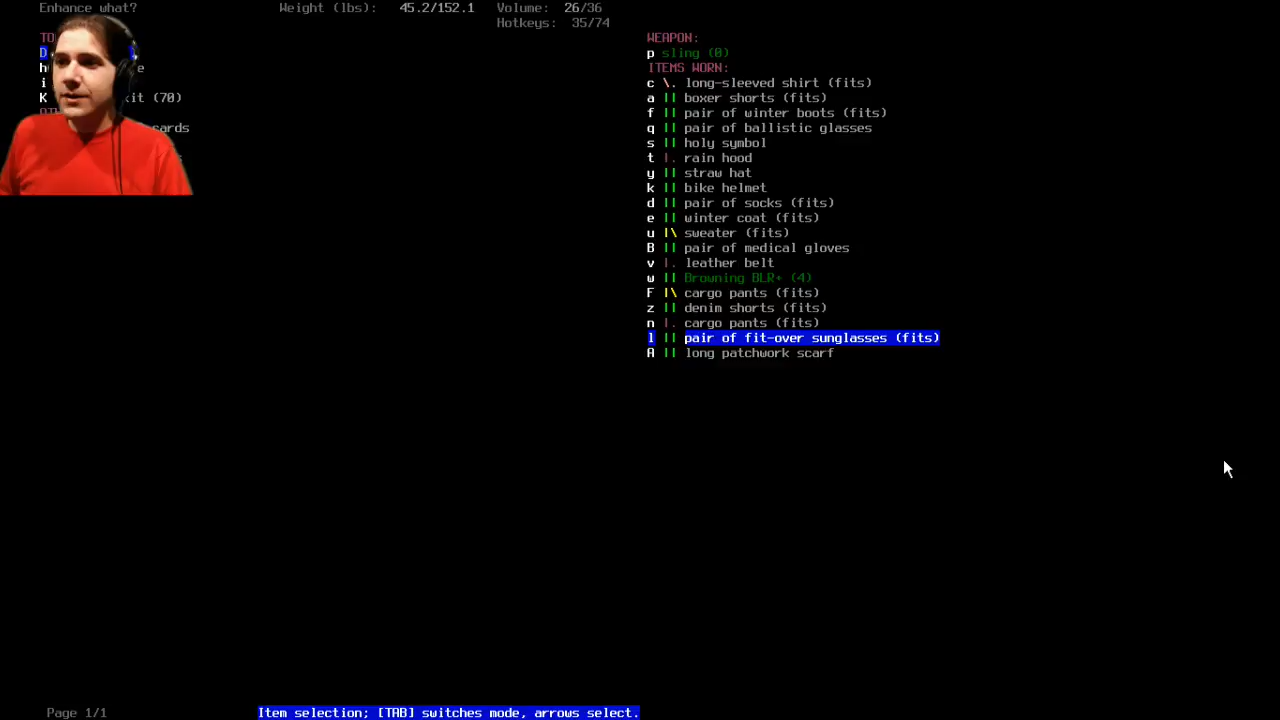 Enhance what? Weight (lbs): 45.2/152.1 Volume: 26/36
Hotkeys: 35/74
TO
D ,
h e
i
K kit (70)
OT
cards
WEAPON:
p sling (0)
ITEMS WORN:
c \. long-sleeved shirt (fits)
a || boxer shorts (fits)
f || pair of winter boots (fits)
q || pair of ballistic glasses
s || holy symbol
t |. rain hood
y || straw hat
k || bike helmet
d || pair of socks (fits)
e || winter coat (fits)
u |\ sweater (fits)
B || pair of medical gloves
v |. leather belt
w || Browning BLR+ (4)
F |\ cargo pants (fits)
z || denim shorts (fits)
n |. cargo pants (fits)
l || pair of fit-over sunglasses (fits)
A || long patchwork scarf
Page 1/1 Item selection; [TAB] switches mode, arrows select.